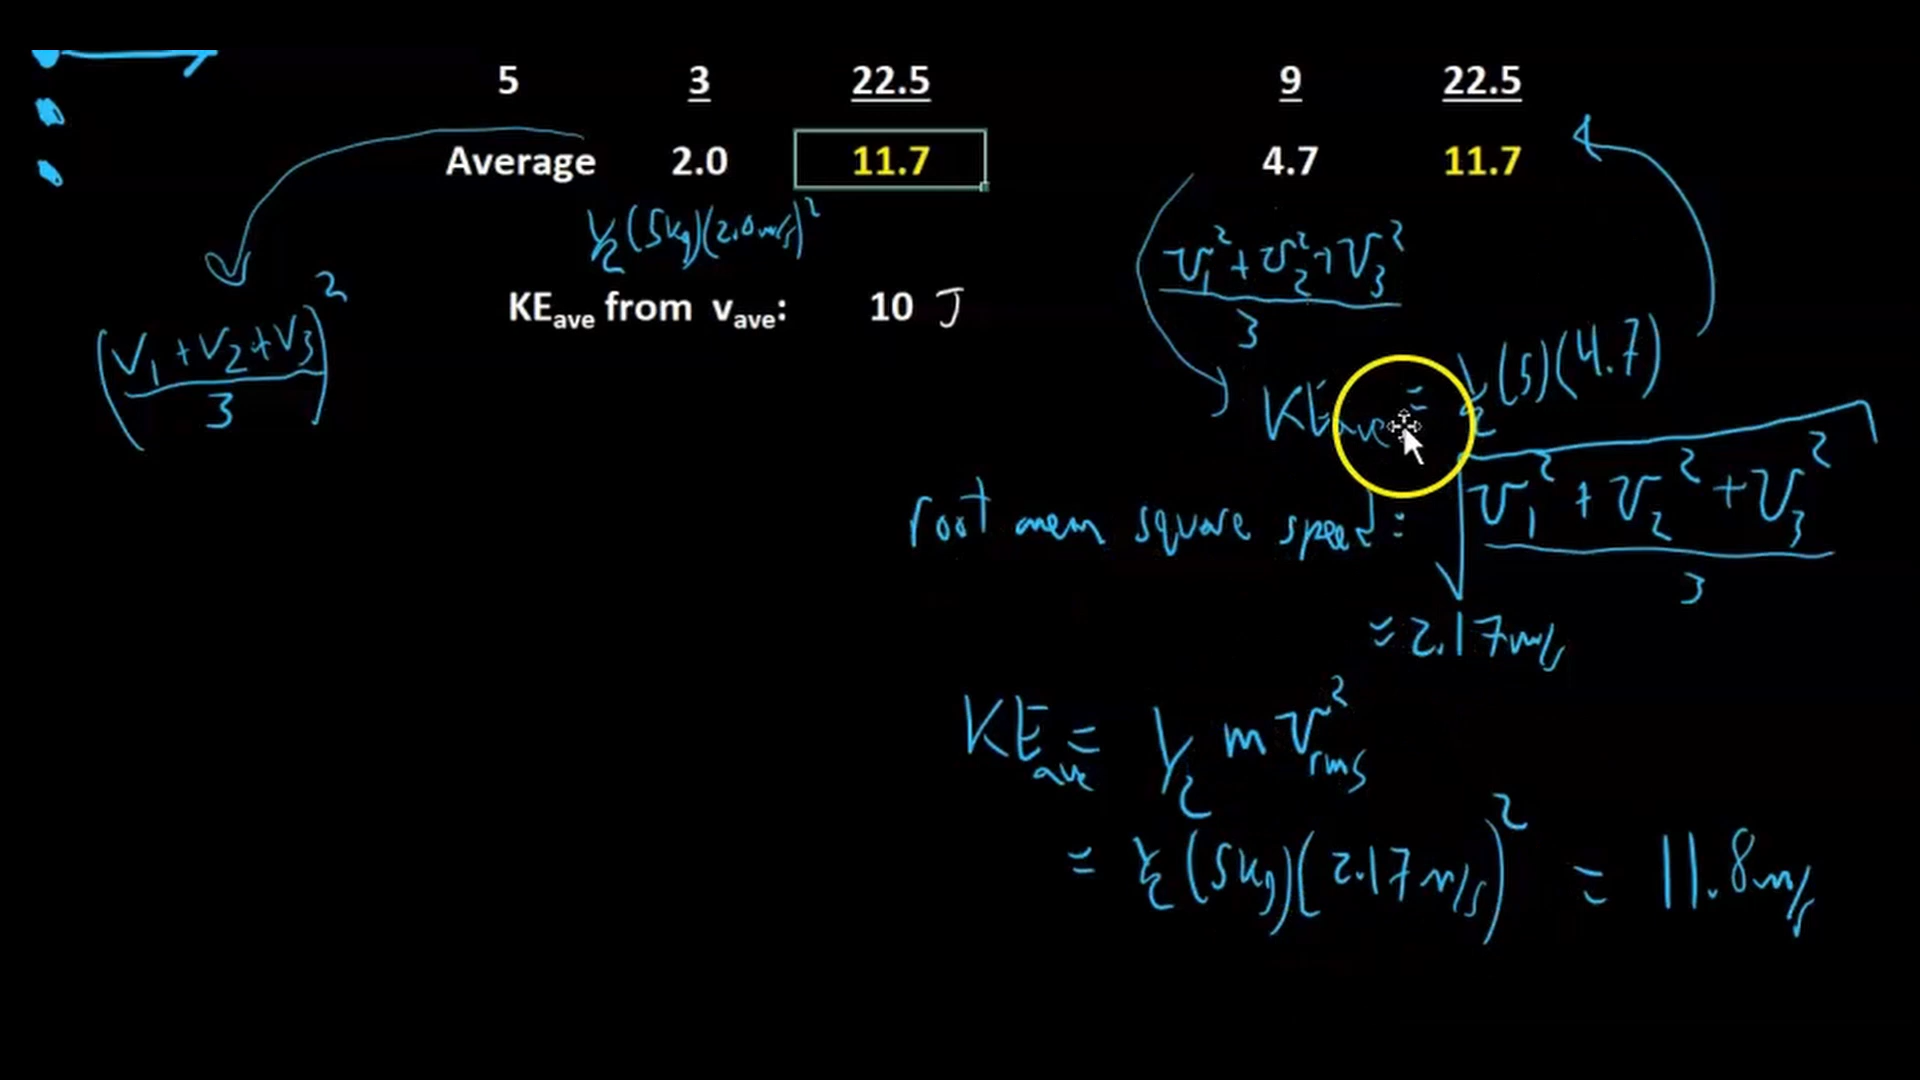 5 3 22.5 9 22.5
Average 2.0 11.7 4.7 11.7
½(5kg)(2.0m/s)²
v₁² + v₂² + v₃²
3
KEave from vave: 10 J
(v₁ + v₂ + v₃)²
3
KEave = ½(5)(4.7)
root mean square speed = √v₁² + v₂² + v₃²
3
= 2.17m/s
KEave = ½ m v²rms
= ½(5kg)(2.17m/s)² = 11.8m/s